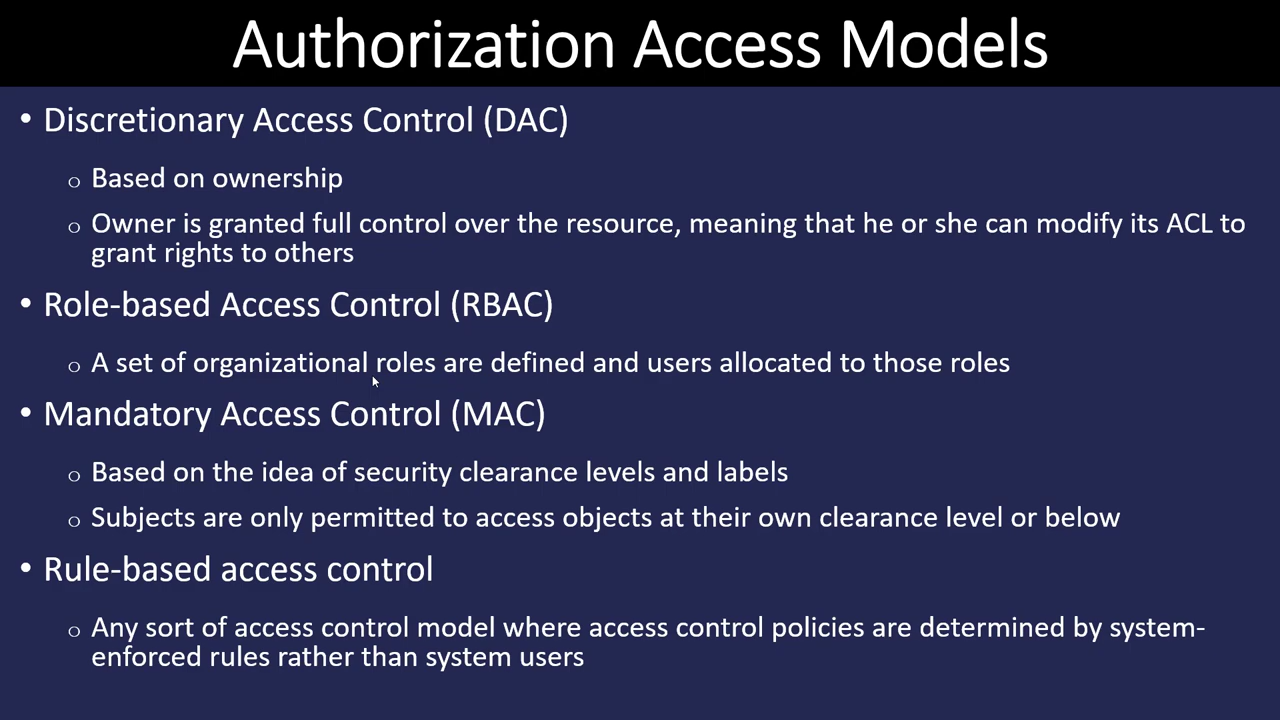 Authorization Access Models
• Discretionary Access Control (DAC)
o Based on ownership
o Owner is granted full control over the resource, meaning that he or she can modify its ACL to
grant rights to others
• Role-based Access Control (RBAC)
o A set of organizational roles are defined and users allocated to those roles
• Mandatory Access Control (MAC)
o Based on the idea of security clearance levels and labels
o Subjects are only permitted to access objects at their own clearance level or below
• Rule-based access control
o Any sort of access control model where access control policies are determined by system-
enforced rules rather than system users